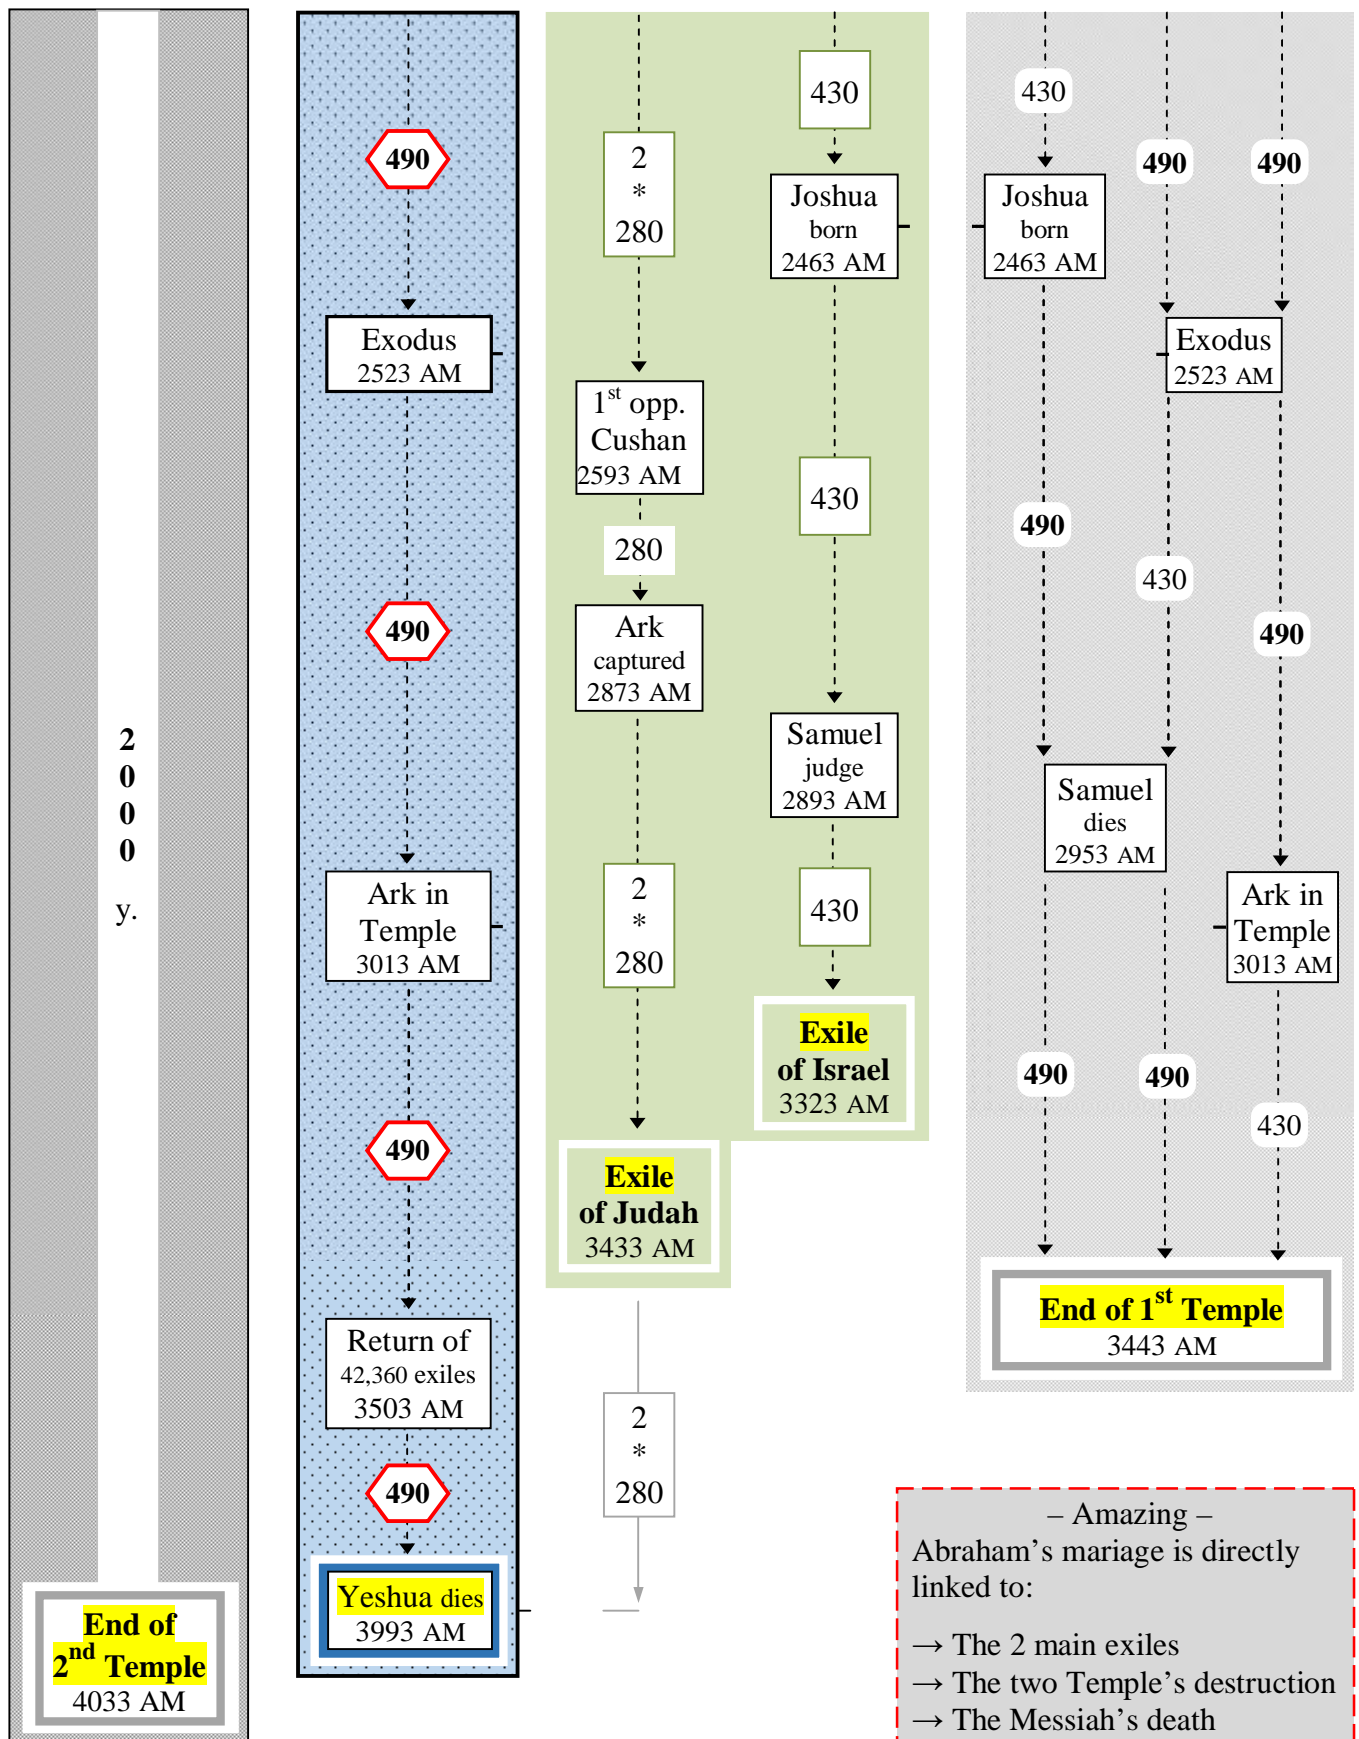 2
0
0
0
y.
End of
2nd Temple
4033 AM
490
Exodus
2523 AM
490
Ark in
Temple
3013 AM
490
Return of
42,360 exiles
3503 AM
490
Yeshua dies
3993 AM
2
*
280
1st opp.
Cushan
2593 AM
280
Ark
captured
2873 AM
2
*
280
Exile
of Judah
3433 AM
2
*
280
430
Joshua
born
2463 AM
430
Samuel
judge
2893 AM
430
Exile
of Israel
3323 AM
430
490
490
Joshua
born
2463 AM
Exodus
2523 AM
490
430
490
Samuel
dies
2953 AM
Ark in
Temple
3013 AM
490
490
430
End of 1st Temple
3443 AM
– Amazing –
Abraham's mariage is directly
linked to:
→ The 2 main exiles
→ The two Temple's destruction
→ The Messiah's death